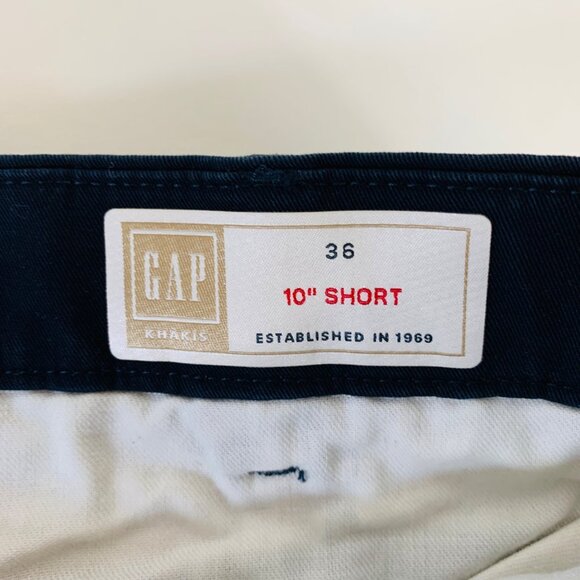 GAP
KHAKIS
36
10" SHORT
ESTABLISHED IN 1969